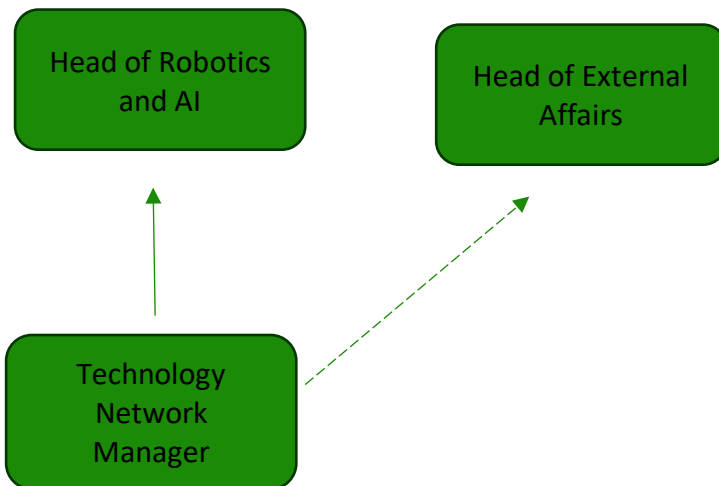 Head of Robotics
and AI
Head of External
Affairs
Technology
Network
Manager